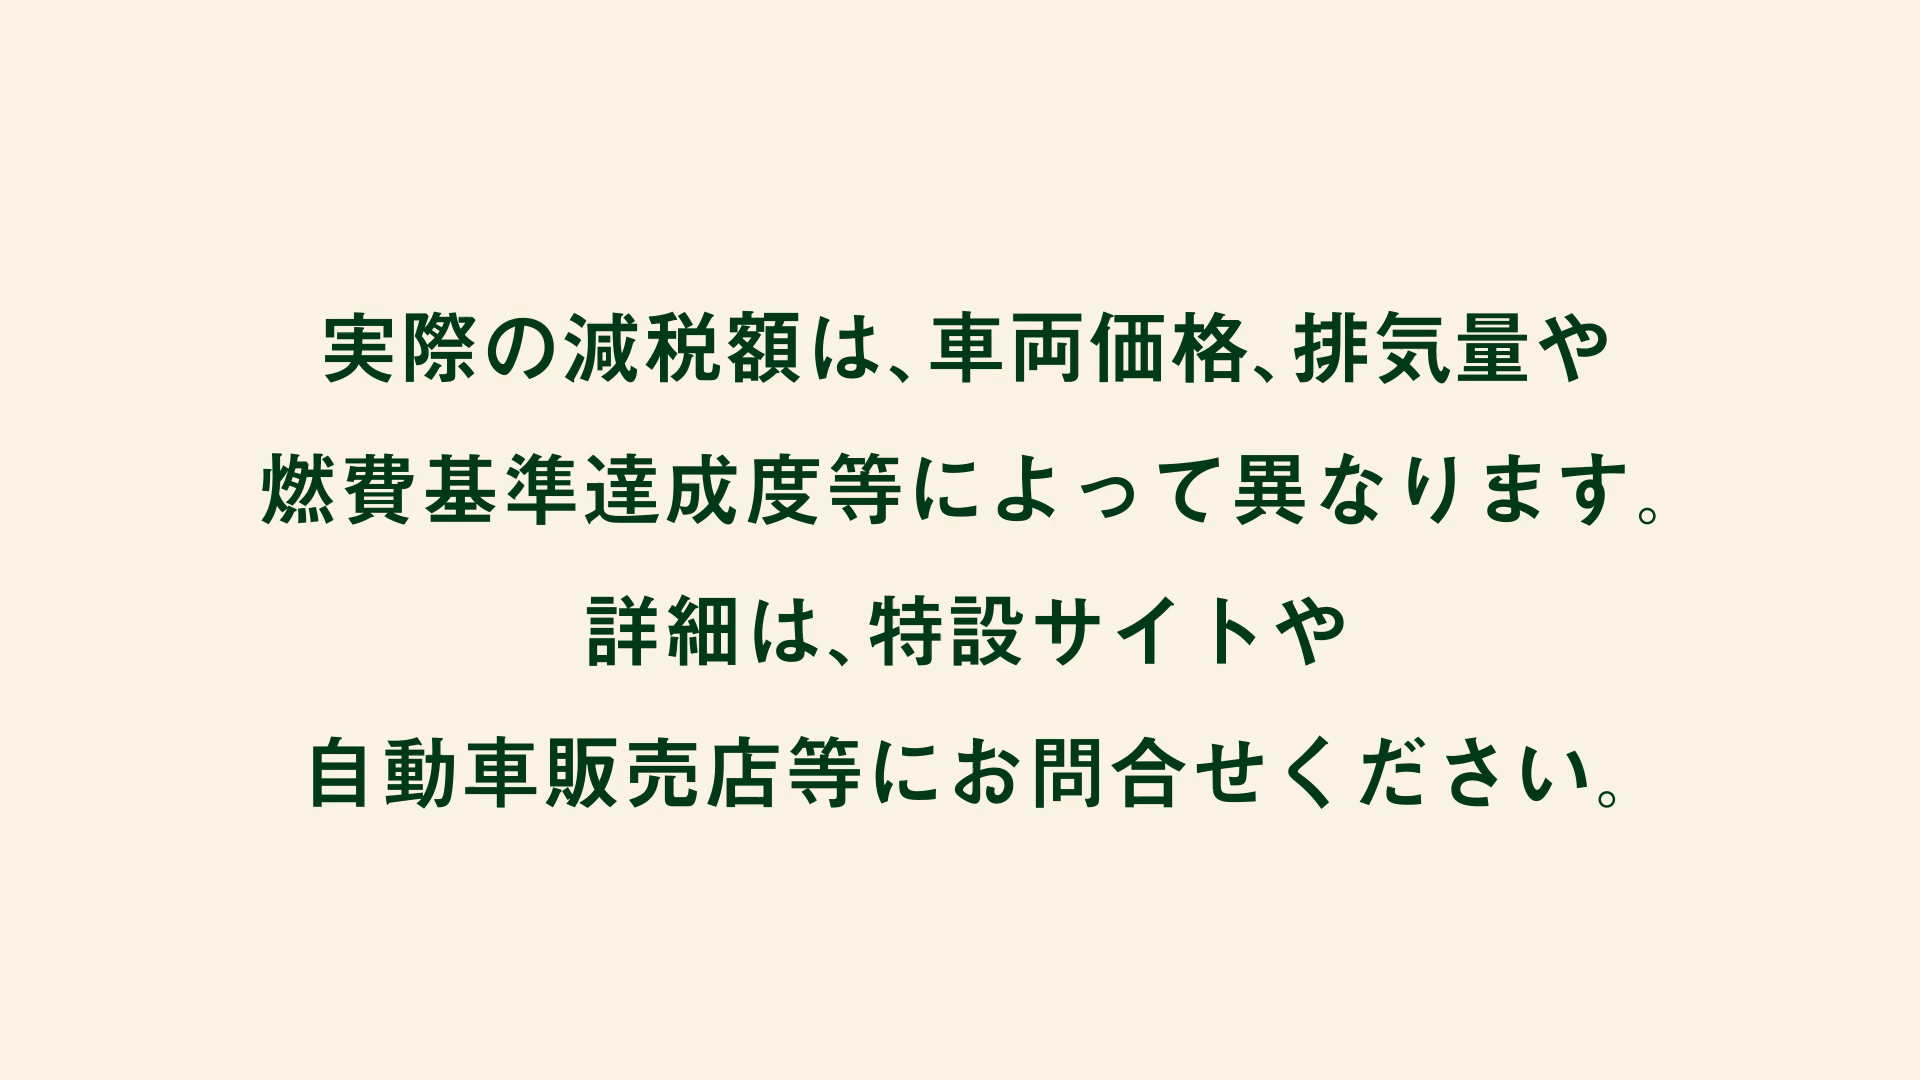 実際の減税額は、車両価格、排気量や
燃費基準達成度等によって異なります。
詳細は、特設サイトや
自動車販売店等にお問合せください。